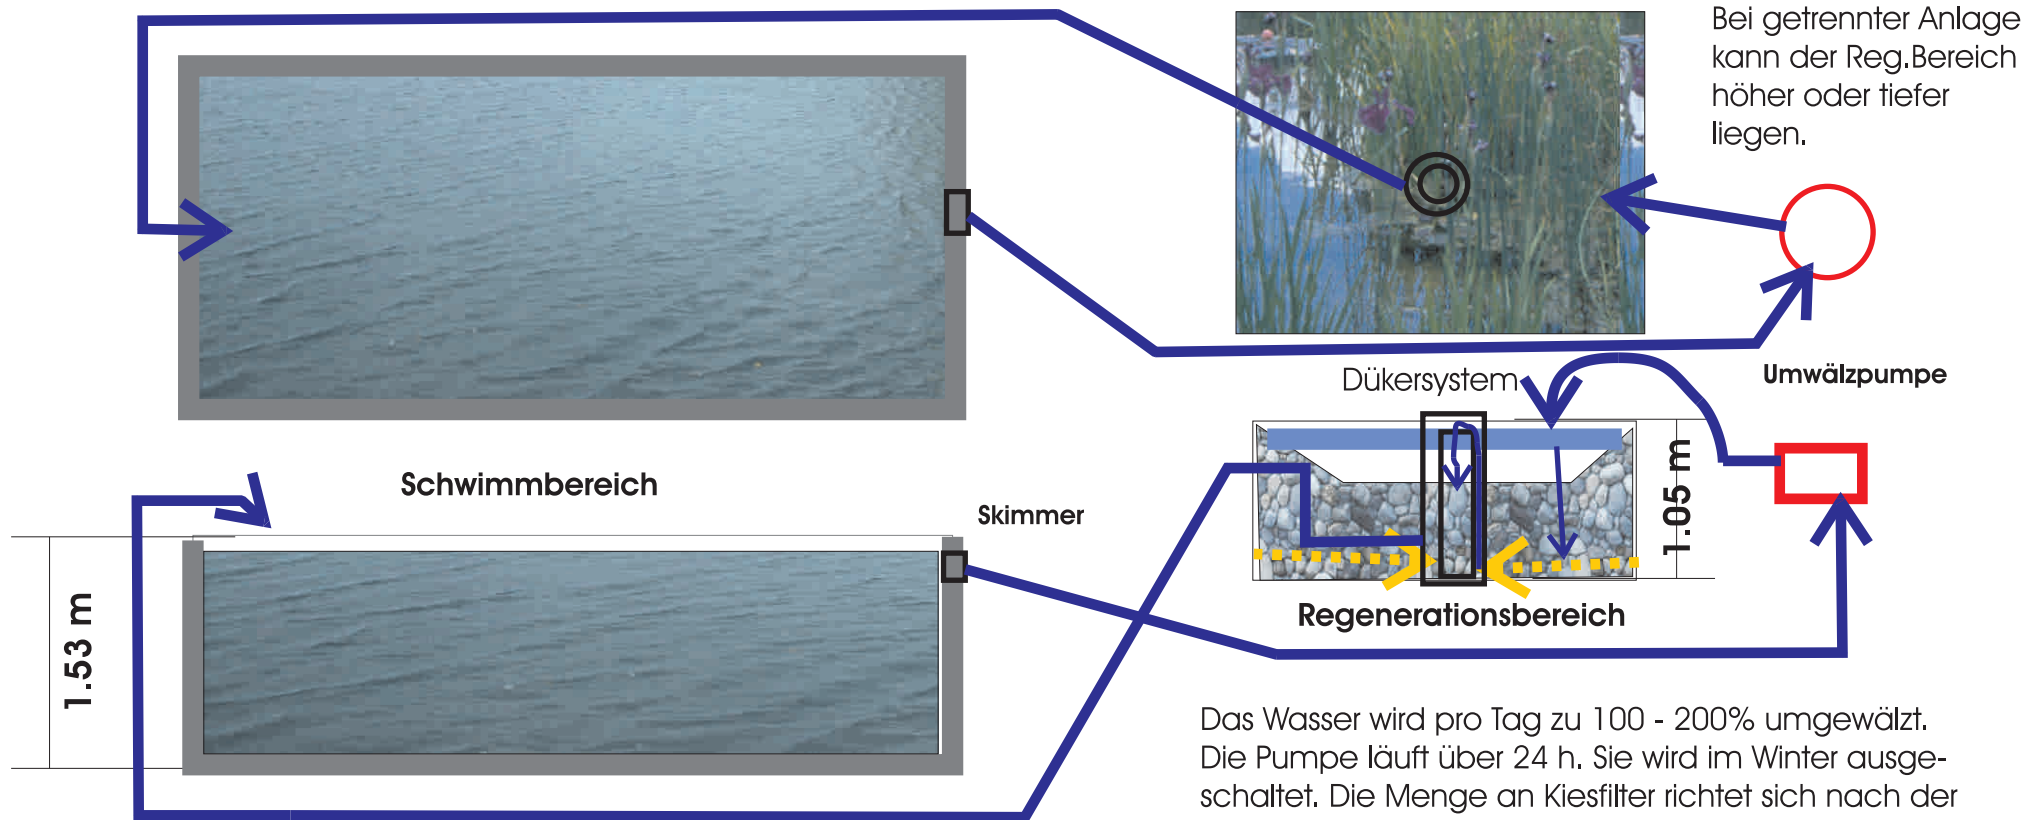 Bei getrennter Anlage
kann der Reg.Bereich
höher oder tiefer
liegen.
Dükersystem
Umwälzpumpe
Schwimmbereich
Skimmer
1.05 m
1.53 m
Regenerationsbereich
Das Wasser wird pro Tag zu 100 - 200% umgewälzt.
Die Pumpe läuft über 24 h. Sie wird im Winter ausge-
schaltet. Die Menge an Kiesfilter richtet sich nach der